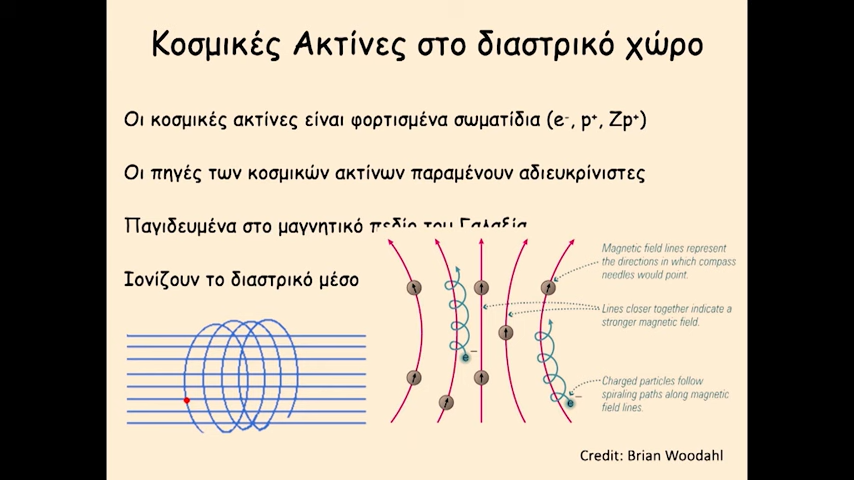 Κοσμικές Ακτίνες στο διαστρικό χώρο
Οι κοσμικές ακτίνες είναι φορτισμένα σωματίδια (e⁻, p⁺, Zp⁺)
Οι πηγές των κοσμικών ακτίνων παραμένουν αδιευκρίνιστες
Παγιδευμένα στο μαγνητικό πεδίο του Γαλαξία
Ιονίζουν το διαστρικό μέσο
Magnetic field lines represent
the directions in which compass
needles would point.
Lines closer together indicate a
stronger magnetic field.
e⁻
Charged particles follow
spiraling paths along magnetic
field lines.
e⁻
Credit: Brian Woodahl